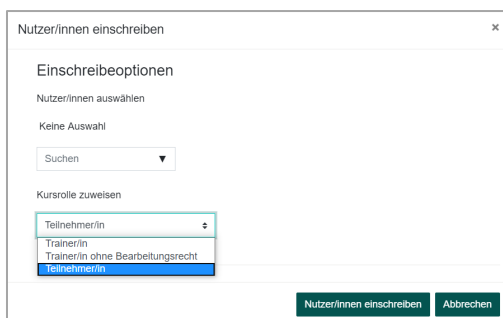 Nutzer/innen einschreiben ×
Einschreibeoptionen
Nutzer/innen auswählen
Keine Auswahl
Suchen ▼
Kursrolle zuweisen
Teilnehmer/in
Trainer/in
Trainer/in ohne Bearbeitungsrecht
Teilnehmer/in
Nutzer/innen einschreiben Abbrechen